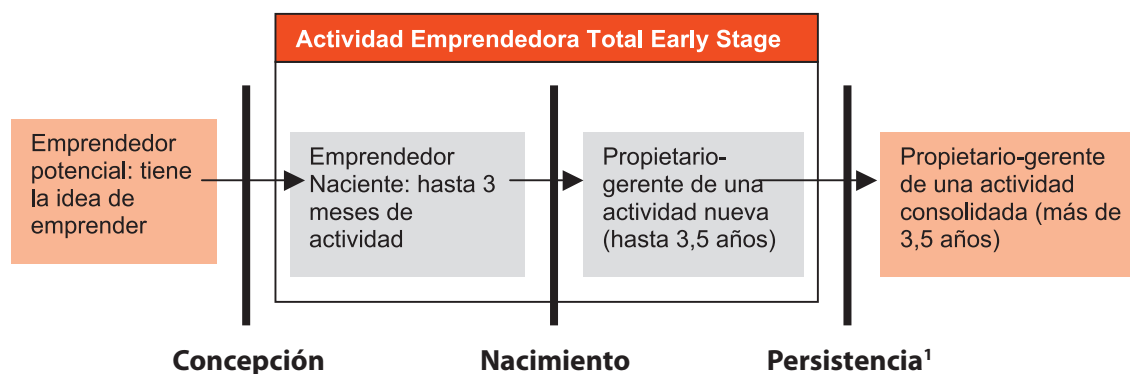 Actividad Emprendedora Total Early Stage
Emprendedor
potencial: tiene
la idea de
emprender
Emprendedor
Naciente: hasta 3
meses de
actividad
Propietario-
gerente de una
actividad nueva
(hasta 3,5 años)
Propietario-gerente
de una actividad
consolidada (más de
3,5 años)
Concepción
Nacimiento
Persistencia¹